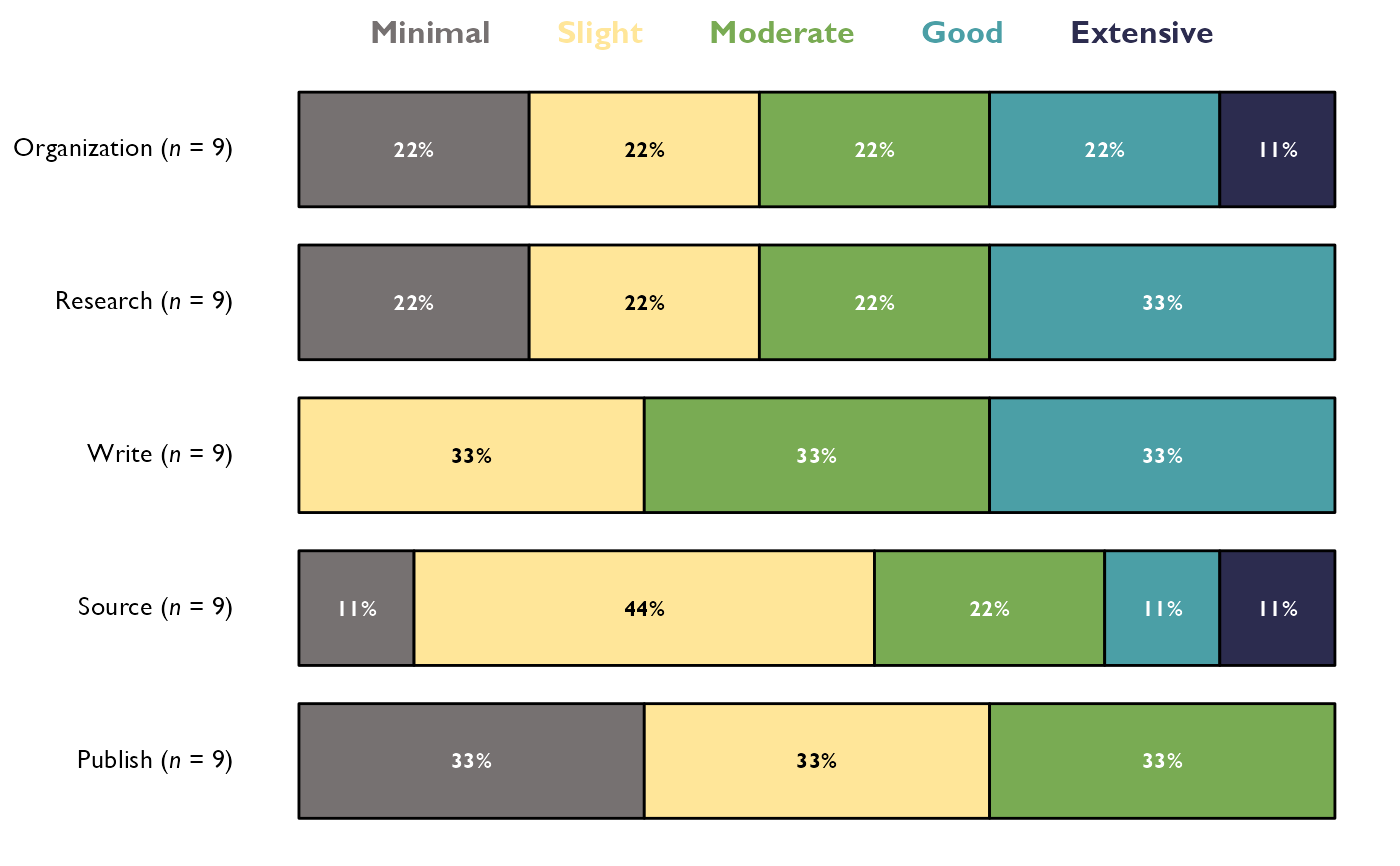 Minimal Slight Moderate Good Extensive
Organization (n = 9) 22% 22% 22% 22% 11%
Research (n = 9) 22% 22% 22% 33%
Write (n = 9) 33% 33% 33%
Source (n = 9) 11% 44% 22% 11% 11%
Publish (n = 9) 33% 33% 33%